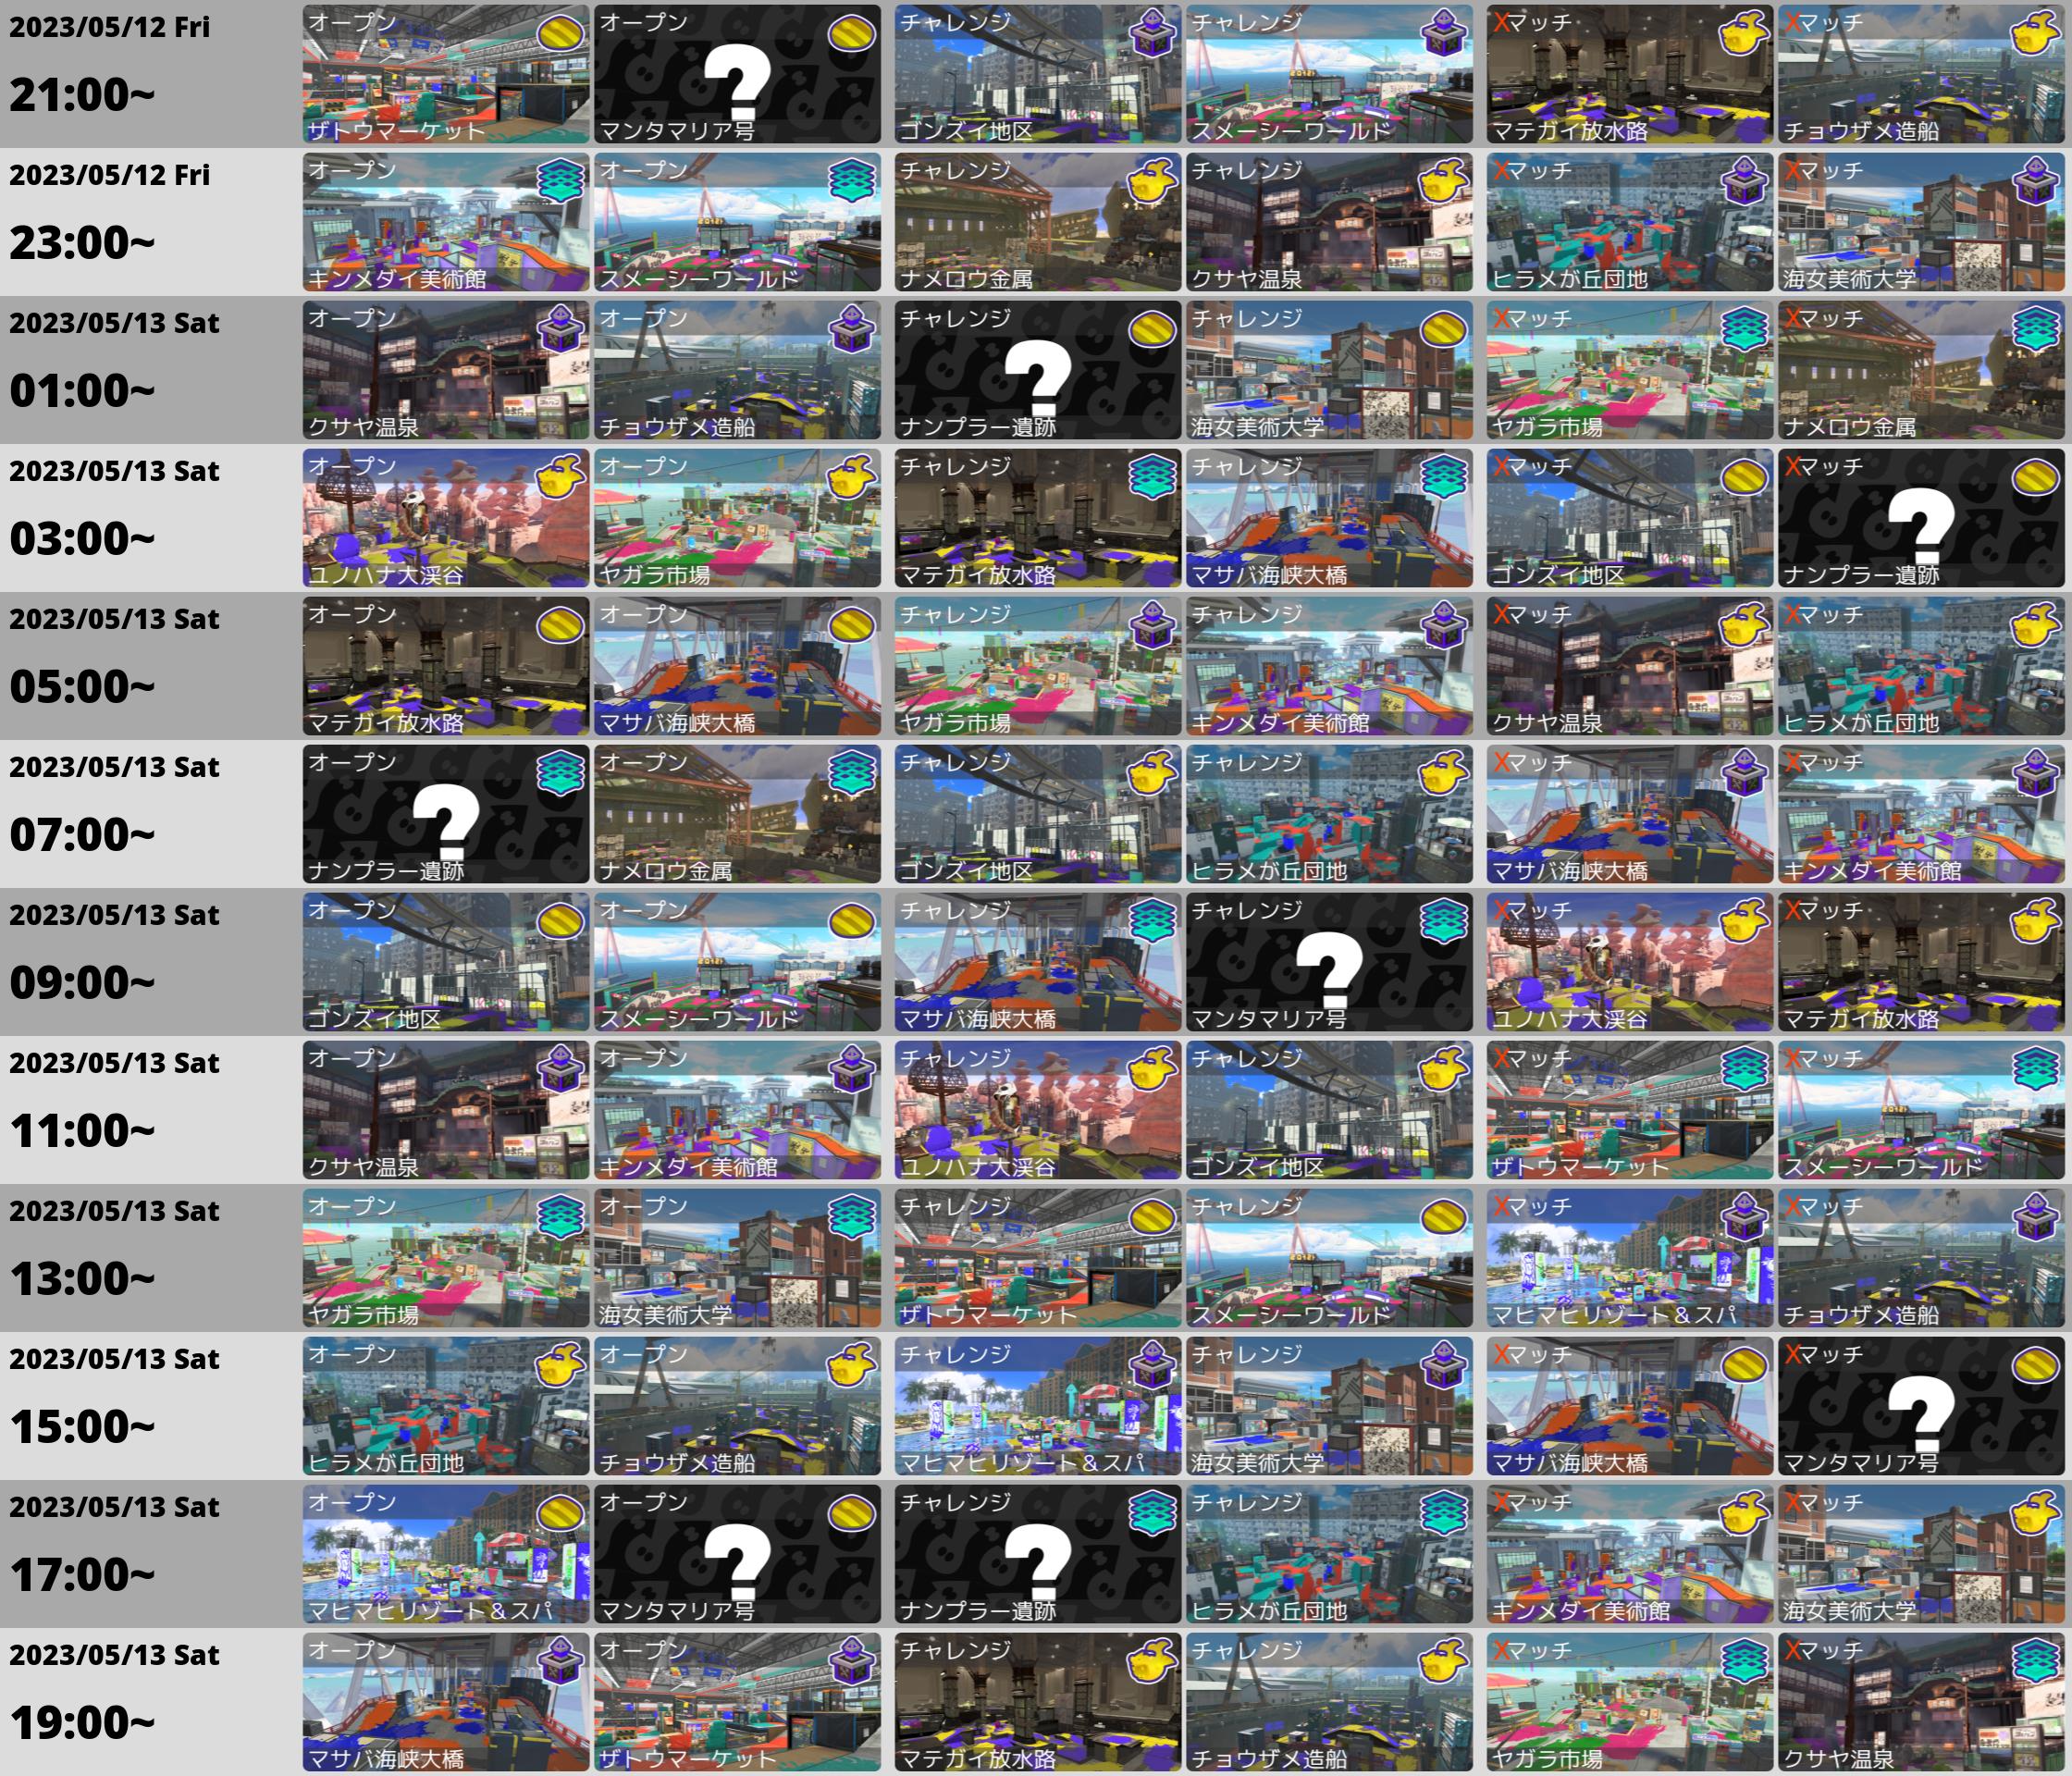 2023/05/12 Fri
21:00~
オープン オープン チャレンジ チャレンジ Xマッチ Xマッチ
ザトウマーケット マンタマリア号 ゴンズイ地区 スメーシーワールド マテガイ放水路 チョウザメ造船
2023/05/12 Fri
23:00~
オープン オープン チャレンジ チャレンジ Xマッチ Xマッチ
キンメダイ美術館 スメーシーワールド ナメロウ金属 クサヤ温泉 ヒラメが丘団地 海女美術大学
2023/05/13 Sat
01:00~
オープン オープン チャレンジ チャレンジ Xマッチ Xマッチ
クサヤ温泉 チョウザメ造船 ナンプラー遺跡 海女美術大学 ヤガラ市場 ナメロウ金属
2023/05/13 Sat
03:00~
オープン オープン チャレンジ チャレンジ Xマッチ Xマッチ
ユノハナ大渓谷 ヤガラ市場 マテガイ放水路 マサバ海峡大橋 ゴンズイ地区 ナンプラー遺跡
2023/05/13 Sat
05:00~
オープン オープン チャレンジ チャレンジ Xマッチ Xマッチ
マテガイ放水路 マサバ海峡大橋 ヤガラ市場 キンメダイ美術館 クサヤ温泉 ヒラメが丘団地
2023/05/13 Sat
07:00~
オープン オープン チャレンジ チャレンジ Xマッチ Xマッチ
ナンプラー遺跡 ナメロウ金属 ゴンズイ地区 ヒラメが丘団地 マサバ海峡大橋 キンメダイ美術館
2023/05/13 Sat
09:00~
オープン オープン チャレンジ チャレンジ Xマッチ Xマッチ
ゴンズイ地区 スメーシーワールド マサバ海峡大橋 マンタマリア号 ユノハナ大渓谷 マテガイ放水路
2023/05/13 Sat
11:00~
オープン オープン チャレンジ チャレンジ Xマッチ Xマッチ
クサヤ温泉 キンメダイ美術館 ユノハナ大渓谷 ゴンズイ地区 ザトウマーケット スメーシーワールド
2023/05/13 Sat
13:00~
オープン オープン チャレンジ チャレンジ Xマッチ Xマッチ
ヤガラ市場 海女美術大学 ザトウマーケット スメーシーワールド マヒマヒリゾート＆スパ チョウザメ造船
2023/05/13 Sat
15:00~
オープン オープン チャレンジ チャレンジ Xマッチ Xマッチ
ヒラメが丘団地 チョウザメ造船 マヒマヒリゾート＆スパ 海女美術大学 マサバ海峡大橋 マンタマリア号
2023/05/13 Sat
17:00~
オープン オープン チャレンジ チャレンジ Xマッチ Xマッチ
マヒマヒリゾート＆スパ マンタマリア号 ナンプラー遺跡 ヒラメが丘団地 キンメダイ美術館 海女美術大学
2023/05/13 Sat
19:00~
オープン オープン チャレンジ チャレンジ Xマッチ Xマッチ
マサバ海峡大橋 ザトウマーケット マテガイ放水路 チョウザメ造船 ヤガラ市場 クサヤ温泉